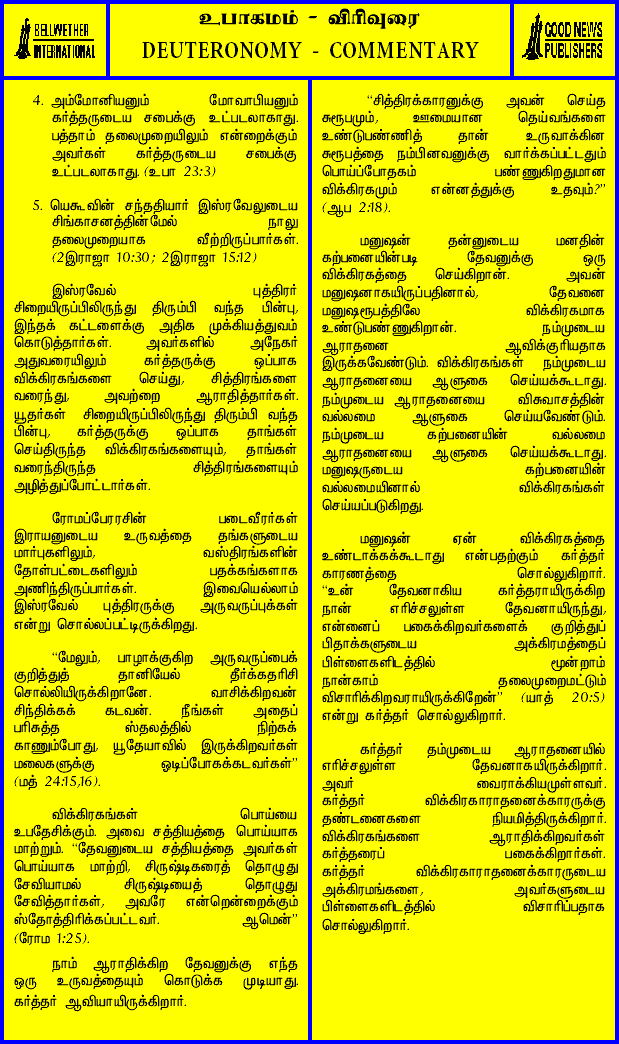 BELLWETHER
INTERNATIONAL
உபாகமம் - விரிவுரை
DEUTERONOMY - COMMENTARY
GOOD NEWS
PUBLISHERS
4. அம்மோனியனும் மோவாபியனும்
கர்த்தருடைய சபைக்கு உட்படலாகாது.
பத்தாம் தலைமுறையிலும் என்றைக்கும்
அவர்கள் கர்த்தருடைய சபைக்கு
உட்படலாகாது. (உபா 23:3)
5. யெகூவின் சந்ததியார் இஸ்ரவேலுடைய
சிங்காசனத்தின்மேல் நாலு
தலைமுறையாக வீற்றிருப்பார்கள்.
(2இராஜா 10:30; 2இராஜா 15:12)
இஸ்ரவேல் புத்திரர்
சிறையிருப்பிலிருந்து திரும்பி வந்த பின்பு,
இந்தக் கட்டளைக்கு அதிக முக்கியத்துவம்
கொடுத்தார்கள். அவர்களில் அநேகர்
அதுவரையிலும் கர்த்தருக்கு ஒப்பாக
விக்கிரகங்களை செய்து, சித்திரங்களை
வரைந்து, அவற்றை ஆராதித்தார்கள்.
யூதர்கள் சிறையிருப்பிலிருந்து திரும்பி வந்த
பின்பு, கர்த்தருக்கு ஒப்பாக தாங்கள்
செய்திருந்த விக்கிரகங்களையும், தாங்கள்
வரைந்திருந்த சித்திரங்களையும்
அழித்துப்போட்டார்கள்.
ரோமப்பேரரசின் படைவீரர்கள்
இராயனுடைய உருவத்தை தங்களுடைய
மார்புகளிலும், வஸ்திரங்களின்
தோள்பட்டைகளிலும் பதக்கங்களாக
அணிந்திருப்பார்கள். இவையெல்லாம்
இஸ்ரவேல் புத்திரருக்கு அருவருப்புக்கள்
என்று சொல்லப்பட்டிருக்கிறது.
“மேலும், பாழாக்குகிற அருவருப்பைக்
குறித்துத் தானியேல் தீர்க்கதரிசி
சொல்லியிருக்கிறானே. வாசிக்கிறவன்
சிந்திக்கக் கடவன். நீங்கள் அதைப்
பரிசுத்த ஸ்தலத்தில் நிற்கக்
காணும்போது, யூதேயாவில் இருக்கிறவர்கள்
மலைகளுக்கு ஓடிப்போகக்கடவர்கள்”
(மத் 24:15,16).
விக்கிரகங்கள் பொய்யை
உபதேசிக்கும். அவை சத்தியத்தை பொய்யாக
மாற்றும். “தேவனுடைய சத்தியத்தை அவர்கள்
பொய்யாக மாற்றி, சிருஷ்டிகரைத் தொழுது
சேவியாமல் சிருஷ்டியைத் தொழுது
சேவித்தார்கள், அவரே என்றென்றைக்கும்
ஸ்தோத்திரிக்கப்பட்டவர். ஆமென்”
(ரோம 1:25).
நாம் ஆராதிக்கிற தேவனுக்கு எந்த
ஒரு உருவத்தையும் கொடுக்க முடியாது.
கர்த்தர் ஆவியாயிருக்கிறார்.
“சித்திரக்காரனுக்கு அவன் செய்த
சுரூபமும், ஊமையான தெய்வங்களை
உண்டுபண்ணித் தான் உருவாக்கின
சுரூபத்தை நம்பினவனுக்கு வார்க்கப்பட்டதும்
பொய்ப்போதகம் பண்ணுகிறதுமான
விக்கிரகமும் என்னத்துக்கு உதவும்?”
(ஆப 2:18).
மனுஷன் தன்னுடைய மனதின்
கற்பனையின்படி தேவனுக்கு ஒரு
விக்கிரகத்தை செய்கிறான். அவன்
மனுஷனாகயிருப்பதினால், தேவனை
மனுஷரூபத்திலே விக்கிரகமாக
உண்டுபண்ணுகிறான். நம்முடைய
ஆராதனை ஆவிக்குரியதாக
இருக்கவேண்டும். விக்கிரகங்கள் நம்முடைய
ஆராதனையை ஆளுகை செய்யக்கூடாது.
நம்முடைய ஆராதனையை விசுவாசத்தின்
வல்லமை ஆளுகை செய்யவேண்டும்.
நம்முடைய கற்பனையின் வல்லமை
ஆராதனையை ஆளுகை செய்யக்கூடாது.
மனுஷருடைய கற்பனையின்
வல்லமையினால் விக்கிரகங்கள்
செய்யப்படுகிறது.
மனுஷன் ஏன் விக்கிரகத்தை
உண்டாக்கக்கூடாது என்பதற்கும் கர்த்தர்
காரணத்தை சொல்லுகிறார்.
“உன் தேவனாகிய கர்த்தராயிருக்கிற
நான் எரிச்சலுள்ள தேவனாயிருந்து,
என்னைப் பகைக்கிறவர்களைக் குறித்துப்
பிதாக்களுடைய அக்கிரமத்தைப்
பிள்ளைகளிடத்தில் மூன்றாம்
நான்காம் தலைமுறைமட்டும்
விசாரிக்கிறவராயிருக்கிறேன்” (யாத் 20:5)
என்று கர்த்தர் சொல்லுகிறார்.
கர்த்தர் தம்முடைய ஆராதனையில்
எரிச்சலுள்ள தேவனாகயிருக்கிறார்.
அவர் வைராக்கியமுள்ளவர்.
கர்த்தர் விக்கிரகாராதனைக்காரருக்கு
தண்டனைகளை நியமித்திருக்கிறார்.
விக்கிரகங்களை ஆராதிக்கிறவர்கள்
கர்த்தரைப் பகைக்கிறார்கள்.
கர்த்தர் விக்கிரகாராதனைக்காரருடைய
அக்கிரமங்களை, அவர்களுடைய
பிள்ளைகளிடத்தில் விசாரிப்பதாக
சொல்லுகிறார்.